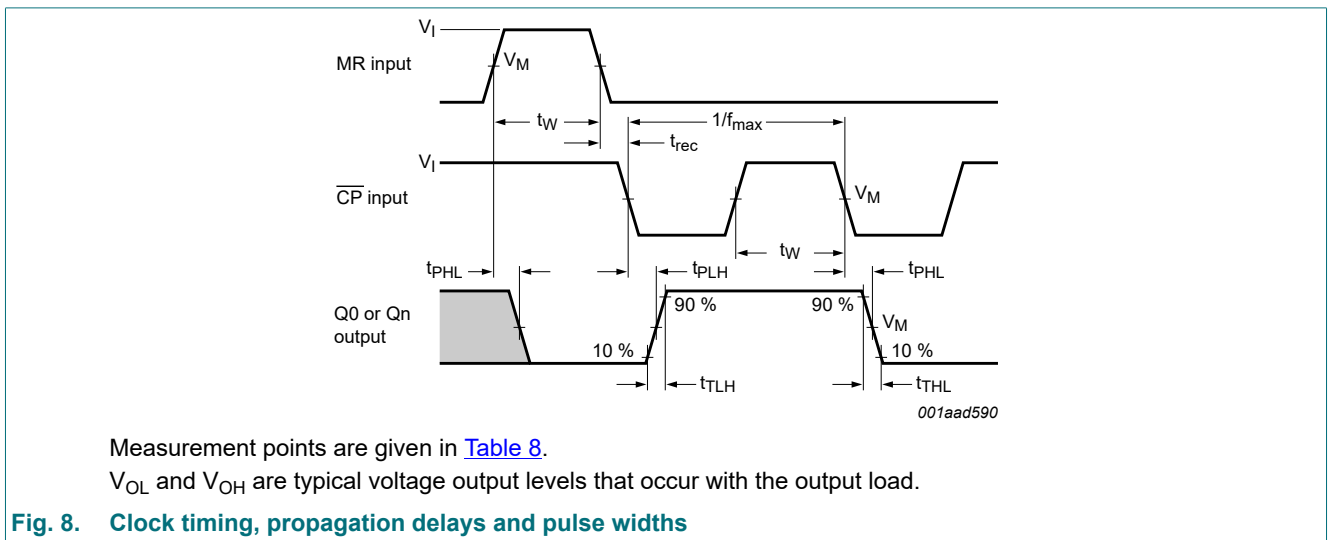 VI
MR input
VM
tW
1/fmax
trec
VI
CP input
VM
tW
tPHL
tPLH
tPHL
Q0 or Qn
output
90 %
90 %
VM
10 %
10 %
tTLH
tTHL
001aad590
Measurement points are given in Table 8.
VOL and VOH are typical voltage output levels that occur with the output load.
Fig. 8. Clock timing, propagation delays and pulse widths